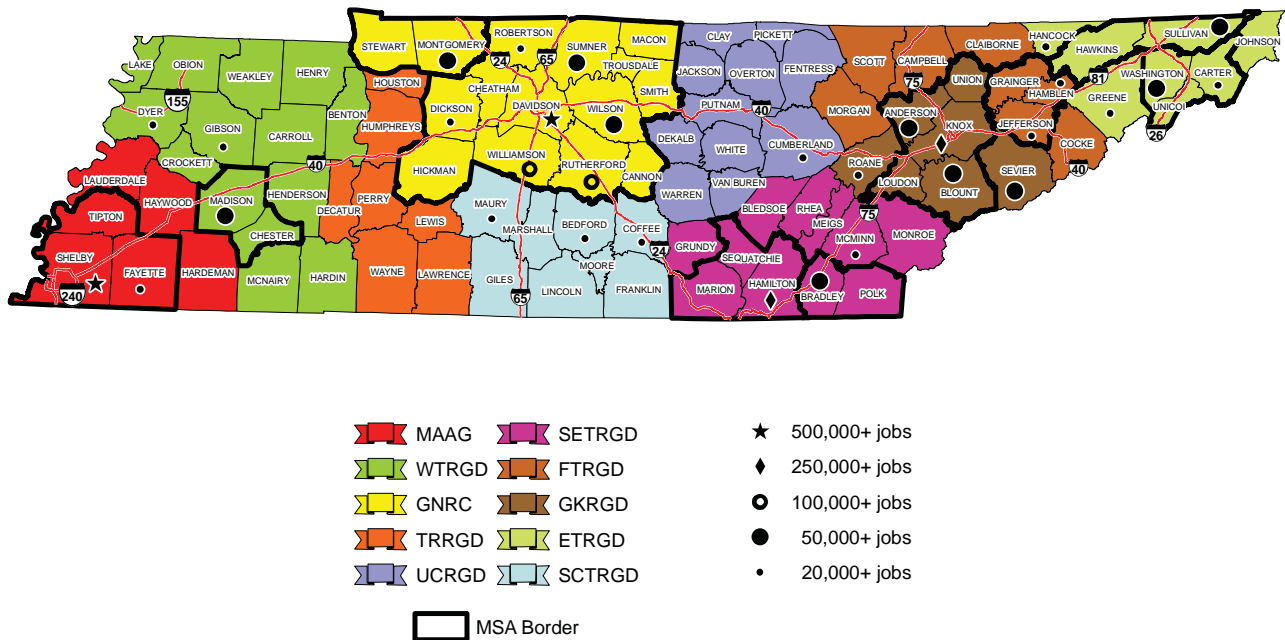 LAKE
OBION
WEAKLEY
HENRY
STEWART
MONTGOMERY
ROBERTSON
SUMNER
MACON
CLAY
PICKETT
SCOTT
CAMPBELL
CLAIBORNE
HANCOCK
HAWKINS
SULLIVAN
JOHNSON
24
65
TROUSDALE
JACKSON
OVERTON
FENTRESS
75
UNION
GRAINGER
81
WASHINGTON
CARTER
155
HOUSTON
CHEATHAM
SMITH
DYER
GIBSON
CARROLL
BENTON
HUMPHREYS
DICKSON
DAVIDSON
WILSON
PUTNAM
40
MORGAN
ANDERSON
KNOX
HAMBLEN
GREENE
UNICOI
26
CROCKETT
40
HICKMAN
WILLIAMSON
RUTHERFORD
CANNON
DEKALB
WHITE
CUMBERLAND
ROANE
JEFFERSON
COCKE
40
LAUDERDALE
HAYWOOD
MADISON
HENDERSON
DECATUR
PERRY
LEWIS
MAURY
WARREN
VAN BUREN
LOUDON
BLOUNT
SEVIER
TIPTON
CHESTER
MARSHALL
BEDFORD
COFFEE
BLEDSOE
RHEA
MEIGS
75
MCMINN
MONROE
SHELBY
FAYETTE
HARDEMAN
MCNAIRY
HARDIN
WAYNE
LAWRENCE
GILES
MOORE
24
GRUNDY
SEQUATCHIE
240
65
LINCOLN
FRANKLIN
MARION
HAMILTON
BRADLEY
POLK
MAAG
SETRGD
500,000+ jobs
WTRGD
FTRGD
250,000+ jobs
GNRC
GKRGD
100,000+ jobs
TRRGD
ETRGD
50,000+ jobs
UCRGD
SCTRGD
20,000+ jobs
MSA Border